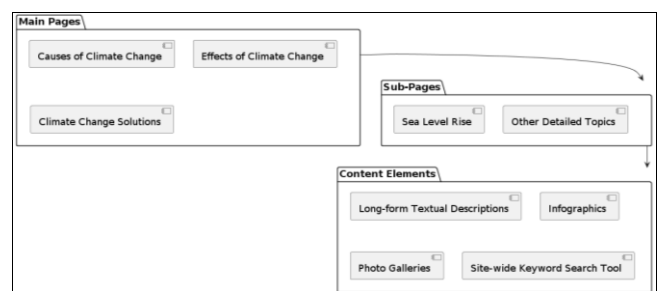 Main Pages
Causes of Climate Change
Effects of Climate Change
Climate Change Solutions
Sub-Pages
Sea Level Rise
Other Detailed Topics
Content Elements
Long-form Textual Descriptions
Infographics
Photo Galleries
Site-wide Keyword Search Tool